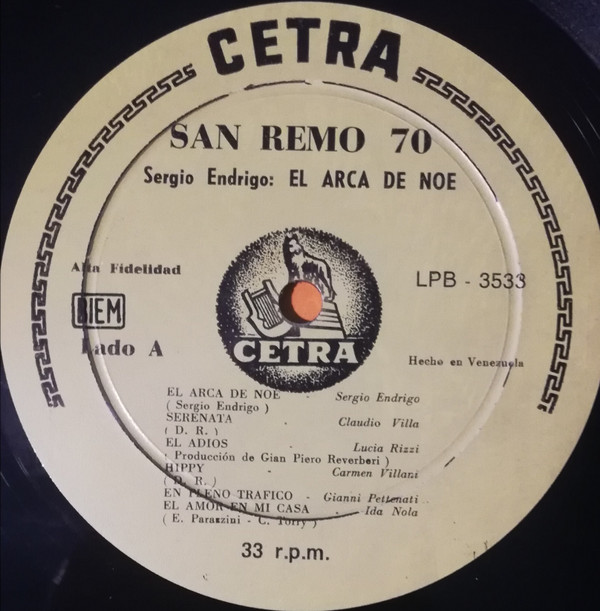 CETRA
SAN REMO 70
Sergio Endrigo: EL ARCA DE NOE
Alta Fidelidad
LPB - 3533
BIEM
Lado A
CETRA
Hecho en Venezuela
EL ARCA DE NOE - Sergio Endrigo
( Sergio Endrigo )
SERENATA - Claudio Villa
( D. R. )
EL ADIOS - Lucia Rizzi
( Producción de Gian Piero Reverberi )
HIPPY - Carmen Villani
( D. R. )
EN PLENO TRAFICO - Gianni Pettenati
EL AMOR EN MI CASA - Ida Nola
( E. Parazzini - C. Torry )
33 r.p.m.